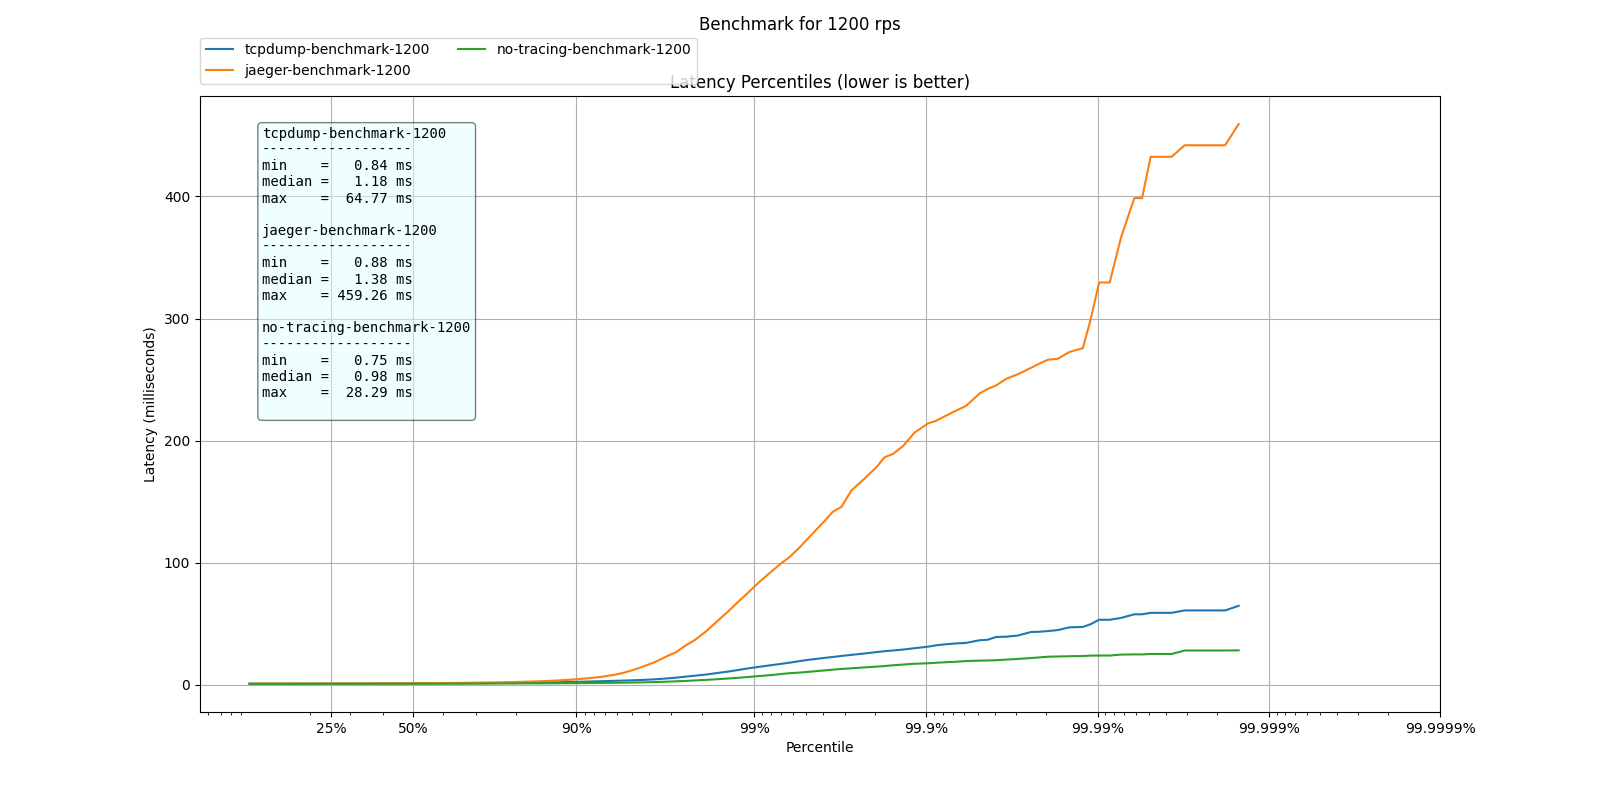 Benchmark for 1200 rps
tcpdump-benchmark-1200
no-tracing-benchmark-1200
jaeger-benchmark-1200
Latency Percentiles (lower is better)
tcpdump-benchmark-1200
------------------
min    =   0.84 ms
median =   1.18 ms
max    =  64.77 ms
jaeger-benchmark-1200
------------------
min    =   0.88 ms
median =   1.38 ms
max    = 459.26 ms
no-tracing-benchmark-1200
------------------
min    =   0.75 ms
median =   0.98 ms
max    =  28.29 ms
Latency (milliseconds)
400
300
200
100
0
25% 50% 90% 99% 99.9% 99.99% 99.999% 99.9999%
Percentile